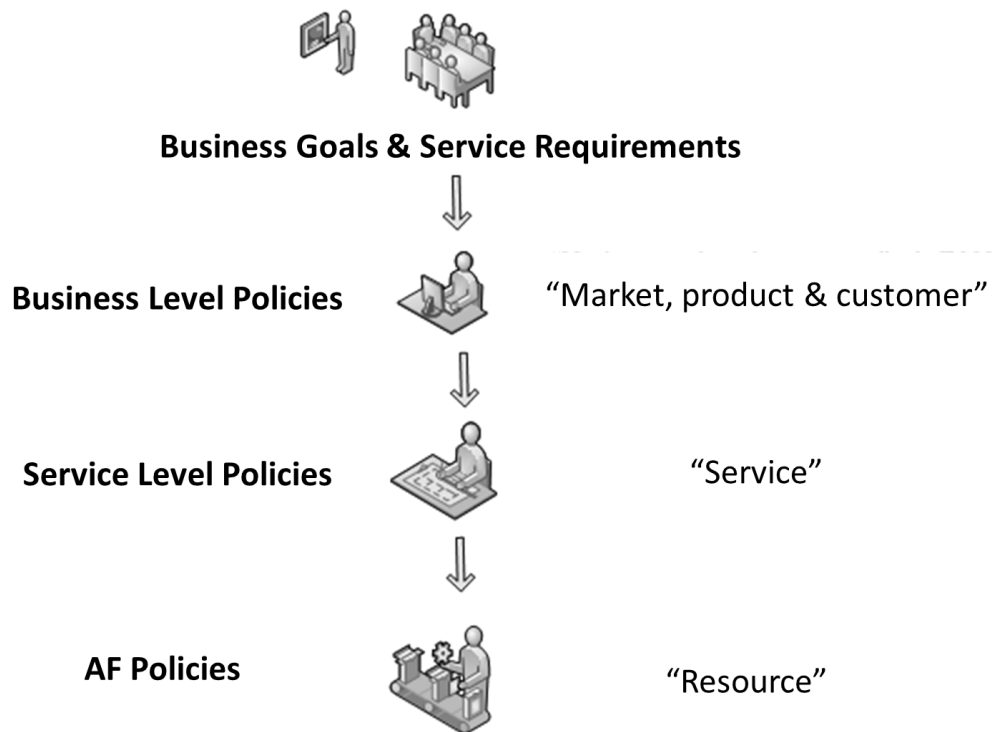 Business Goals & Service Requirements
Business Level Policies
“Market, product & customer”
Service Level Policies
“Service”
AF Policies
“Resource”